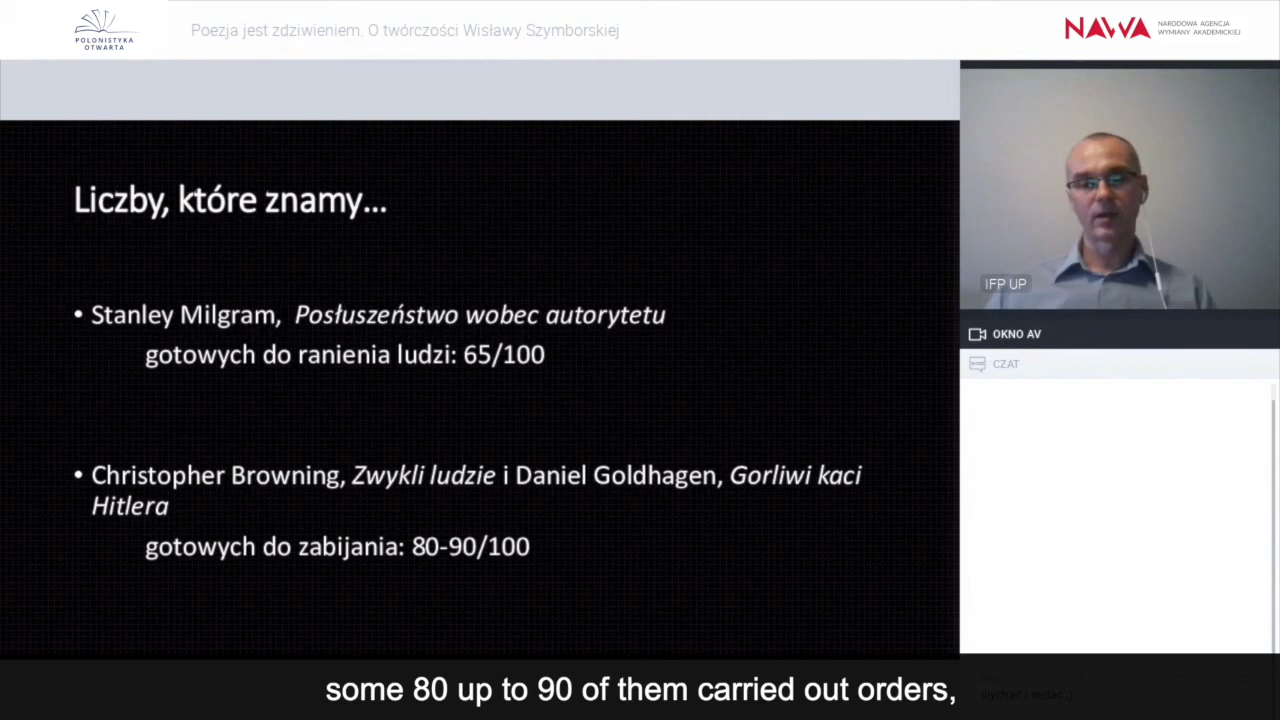 POLONISTYKA
OTWARTA
Poezja jest zdziwieniem. O twórczości Wisławy Szymborskiej
NAWA
NARODOWA AGENCJA
WYMIANY AKADEMICKIEJ
Liczby, które znamy...
• Stanley Milgram, Posłuszeństwo wobec autorytetu
gotowych do ranienia ludzi: 65/100
• Christopher Browning, Zwykli ludzie i Daniel Goldhagen, Gorliwi kaci
Hitlera
gotowych do zabijania: 80-90/100
IFP UP
OKNO AV
CZAT
słychać i widać ;)
some 80 up to 90 of them carried out orders,